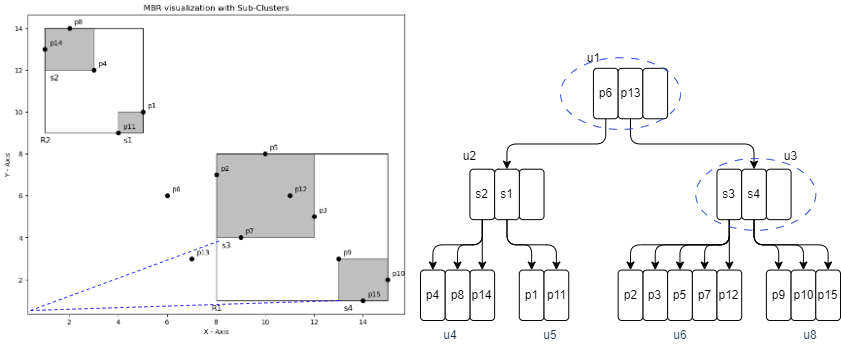 MBR visualization with Sub-Clusters
Y - Axis
14
12
10
8
6
4
2
p8
p14
p4
s2
p1
p11
R2
s1
p5
p2
p12
p6
p3
p7
s3
p13
p9
p10
p15
R1
s4
2
4
6
8
10
12
14
X - Axis
u1
p6 p13
u2
u3
s2 s1
s3 s4
p4 p8 p14
p1 p11
p2 p3 p5 p7 p12
p9 p10 p15
u4
u5
u6
u8